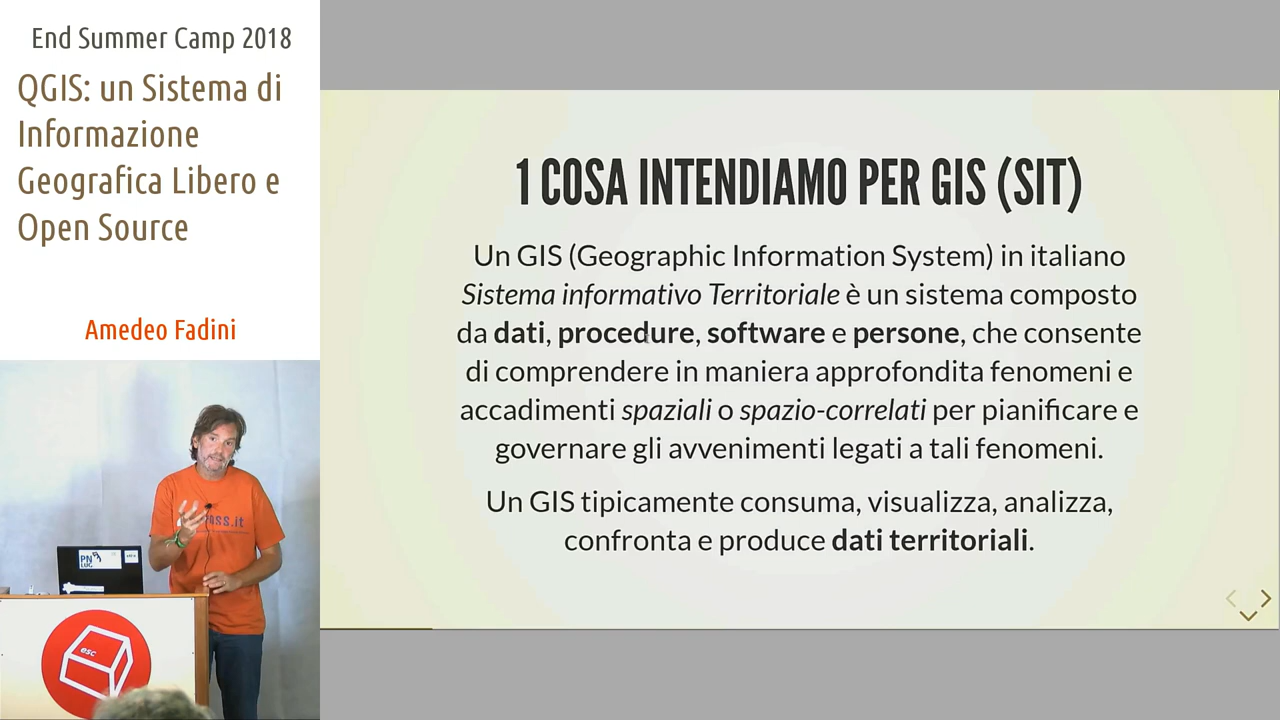 End Summer Camp 2018
QGIS: un Sistema di
Informazione
Geografica Libero e
Open Source
Amedeo Fadini
1 COSA INTENDIAMO PER GIS (SIT)
Un GIS (Geographic Information System) in italiano
Sistema informativo Territoriale è un sistema composto
da dati, procedure, software e persone, che consente
di comprendere in maniera approfondita fenomeni e
accadimenti spaziali o spazio-correlati per pianificare e
governare gli avvenimenti legati a tali fenomeni.
Un GIS tipicamente consuma, visualizza, analizza,
confronta e produce dati territoriali.
PN
LUG
esc